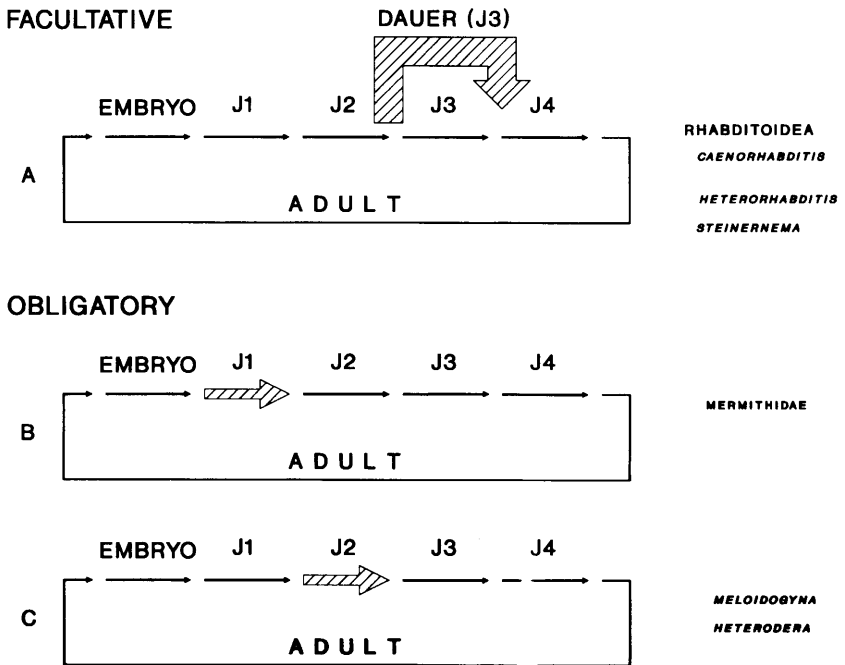 FACULTATIVE
DAUER (J3)
EMBRYO J1 J2 J3 J4
RHABDITOIDEA
CAENORHABDITIS
A
HETERORHABDITIS
ADULT
STEINERNEMA
OBLIGATORY
EMBRYO J1 J2 J3 J4
MERMITHIDAE
B
ADULT
EMBRYO J1 J2 J3 J4
MELOIDOGYNA
C
HETERODERA
ADULT